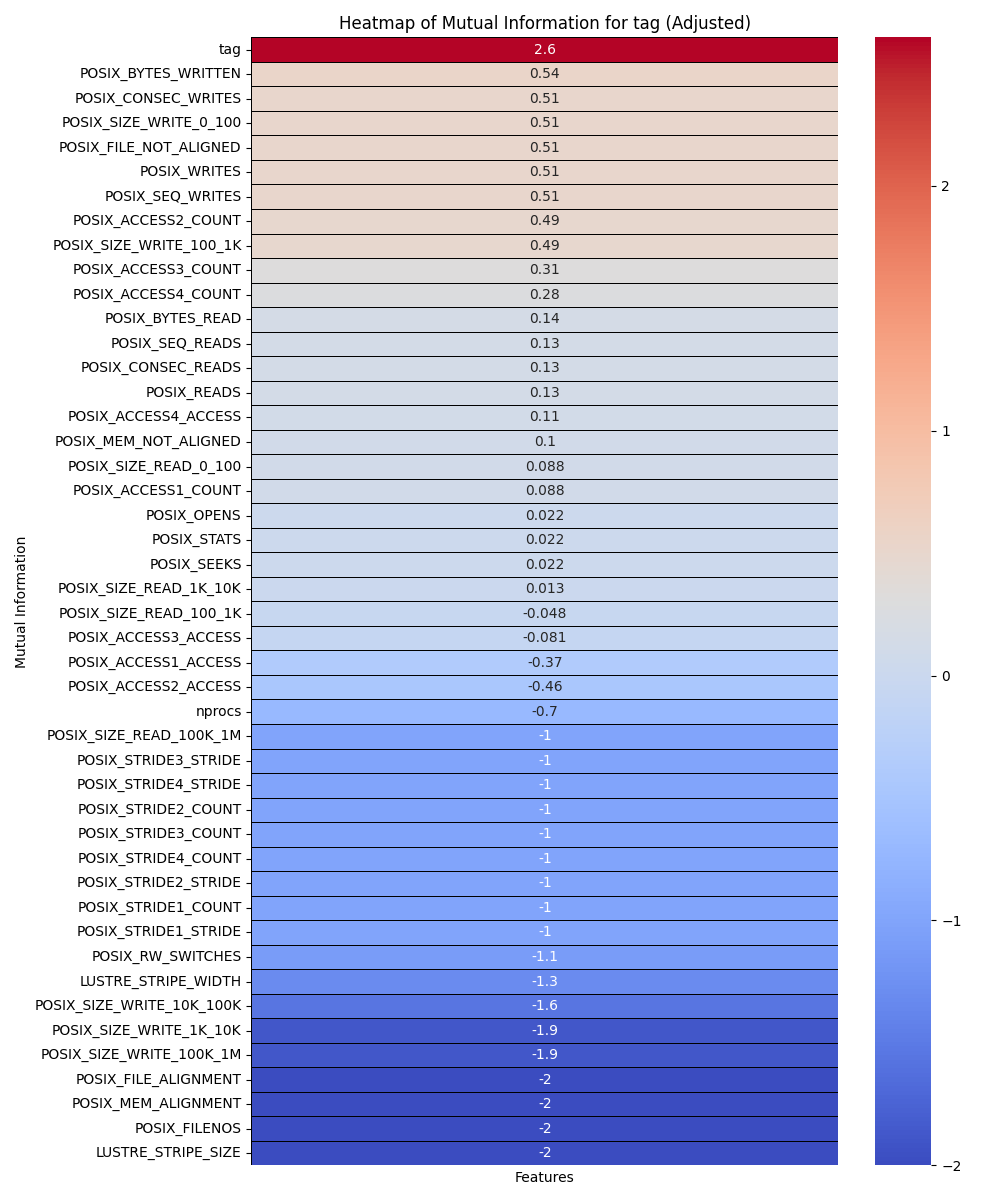 Heatmap of Mutual Information for tag (Adjusted)
tag 2.6
POSIX_BYTES_WRITTEN 0.54
POSIX_CONSEC_WRITES 0.51
POSIX_SIZE_WRITE_0_100 0.51
POSIX_FILE_NOT_ALIGNED 0.51
POSIX_WRITES 0.51
POSIX_SEQ_WRITES 0.51
POSIX_ACCESS2_COUNT 0.49
POSIX_SIZE_WRITE_100_1K 0.49
POSIX_ACCESS3_COUNT 0.31
POSIX_ACCESS4_COUNT 0.28
POSIX_BYTES_READ 0.14
POSIX_SEQ_READS 0.13
POSIX_CONSEC_READS 0.13
POSIX_READS 0.13
POSIX_ACCESS4_ACCESS 0.11
POSIX_MEM_NOT_ALIGNED 0.1
POSIX_SIZE_READ_0_100 0.088
POSIX_ACCESS1_COUNT 0.088
POSIX_OPENS 0.022
POSIX_STATS 0.022
POSIX_SEEKS 0.022
POSIX_SIZE_READ_1K_10K 0.013
POSIX_SIZE_READ_100_1K -0.048
POSIX_ACCESS3_ACCESS -0.081
POSIX_ACCESS1_ACCESS -0.37
POSIX_ACCESS2_ACCESS -0.46
nprocs -0.7
POSIX_SIZE_READ_100K_1M -1
POSIX_STRIDE3_STRIDE -1
POSIX_STRIDE4_STRIDE -1
POSIX_STRIDE2_COUNT -1
POSIX_STRIDE3_COUNT -1
POSIX_STRIDE4_COUNT -1
POSIX_STRIDE2_STRIDE -1
POSIX_STRIDE1_COUNT -1
POSIX_STRIDE1_STRIDE -1
POSIX_RW_SWITCHES -1.1
LUSTRE_STRIPE_WIDTH -1.3
POSIX_SIZE_WRITE_10K_100K -1.6
POSIX_SIZE_WRITE_1K_10K -1.9
POSIX_SIZE_WRITE_100K_1M -1.9
POSIX_FILE_ALIGNMENT -2
POSIX_MEM_ALIGNMENT -2
POSIX_FILENOS -2
LUSTRE_STRIPE_SIZE -2
Mutual Information
Features
2
1
0
−1
−2